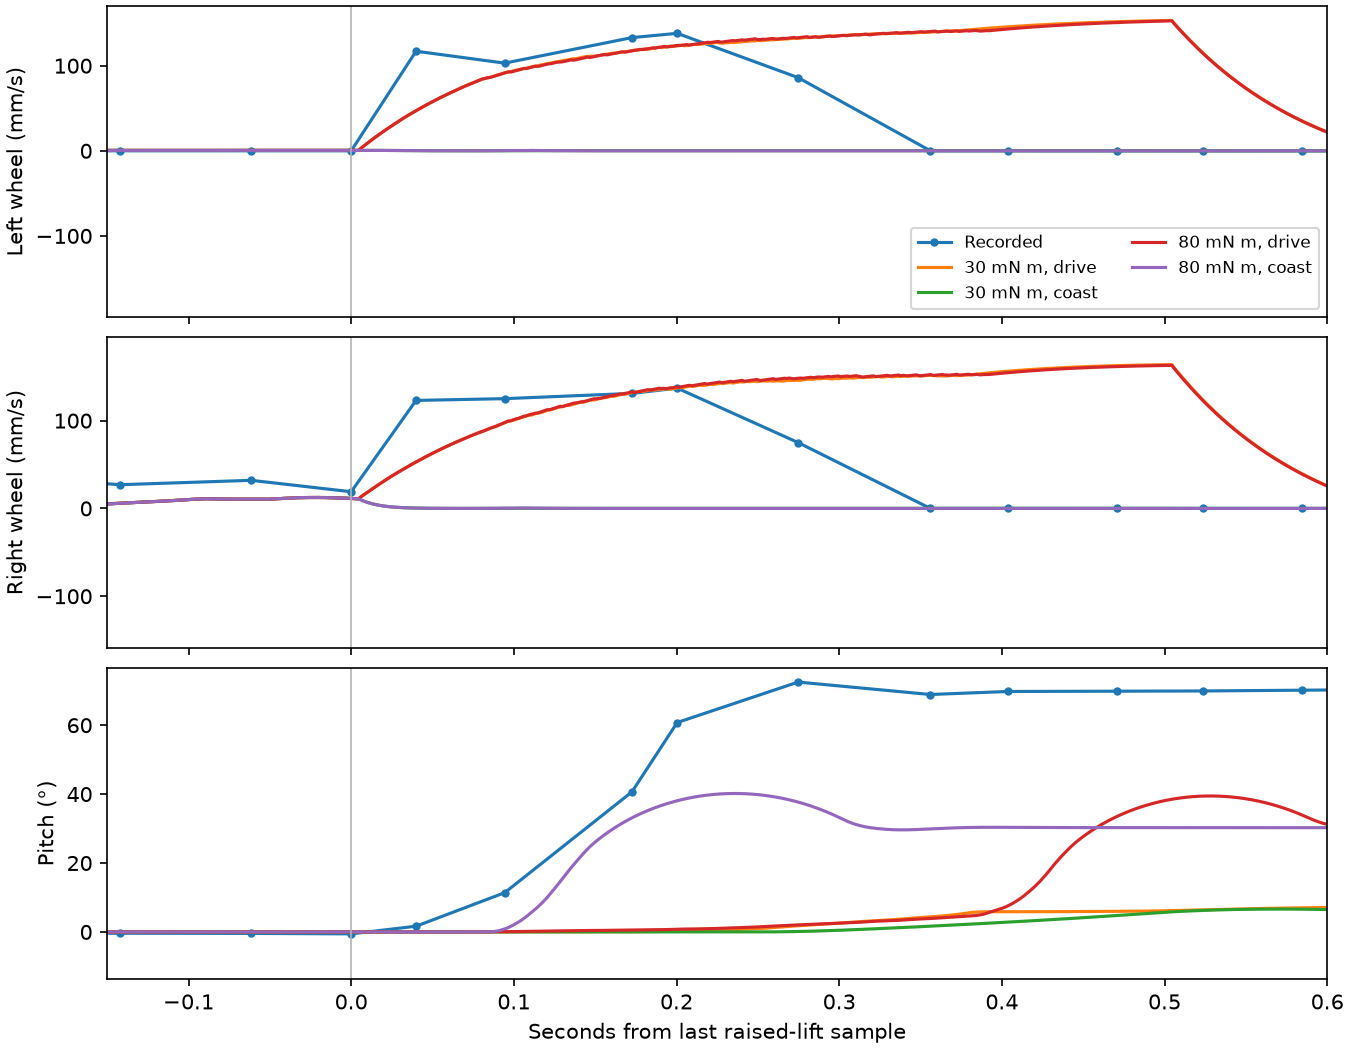 100
0
−100
Left wheel (mm/s)
Recorded
30 mN m, drive
30 mN m, coast
80 mN m, drive
80 mN m, coast
100
0
−100
Right wheel (mm/s)
60
40
20
0
Pitch (°)
−0.1 0.0 0.1 0.2 0.3 0.4 0.5 0.6
Seconds from last raised-lift sample